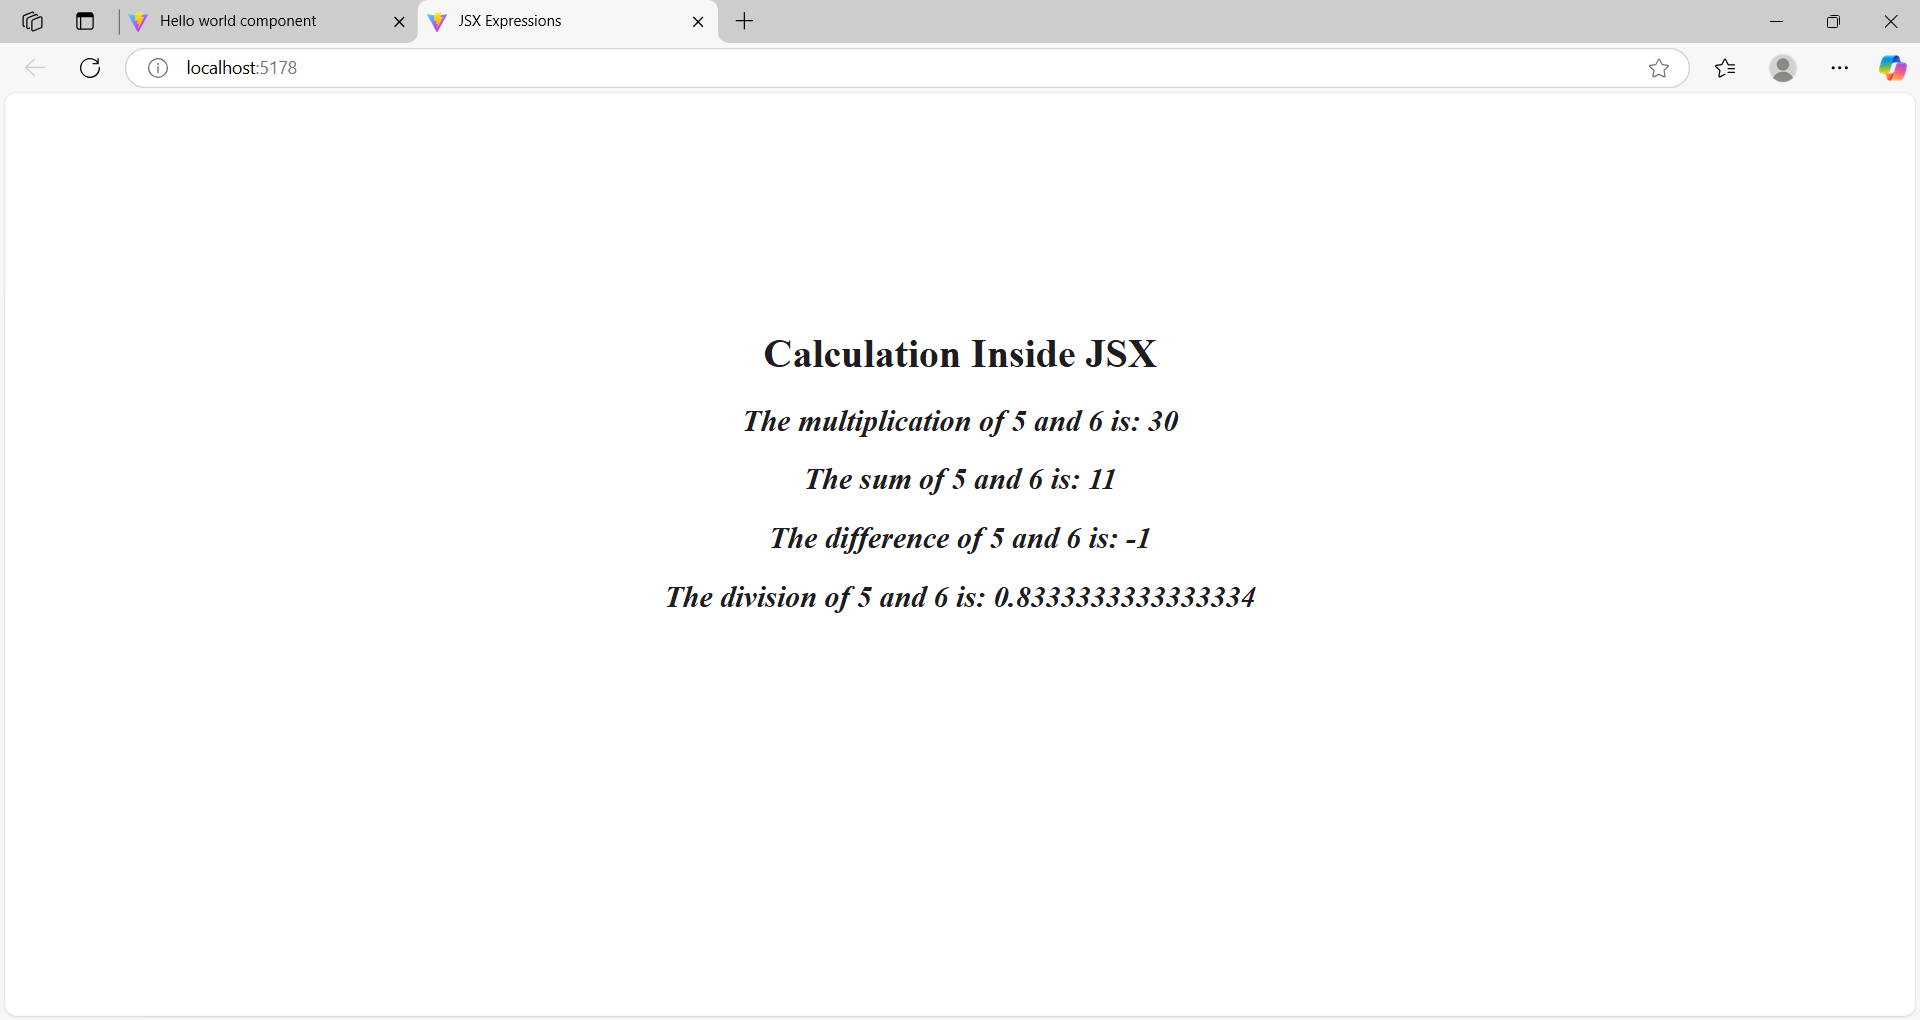 Hello world component
JSX Expressions
localhost:5178
Calculation Inside JSX
The multiplication of 5 and 6 is: 30
The sum of 5 and 6 is: 11
The difference of 5 and 6 is: -1
The division of 5 and 6 is: 0.8333333333333334